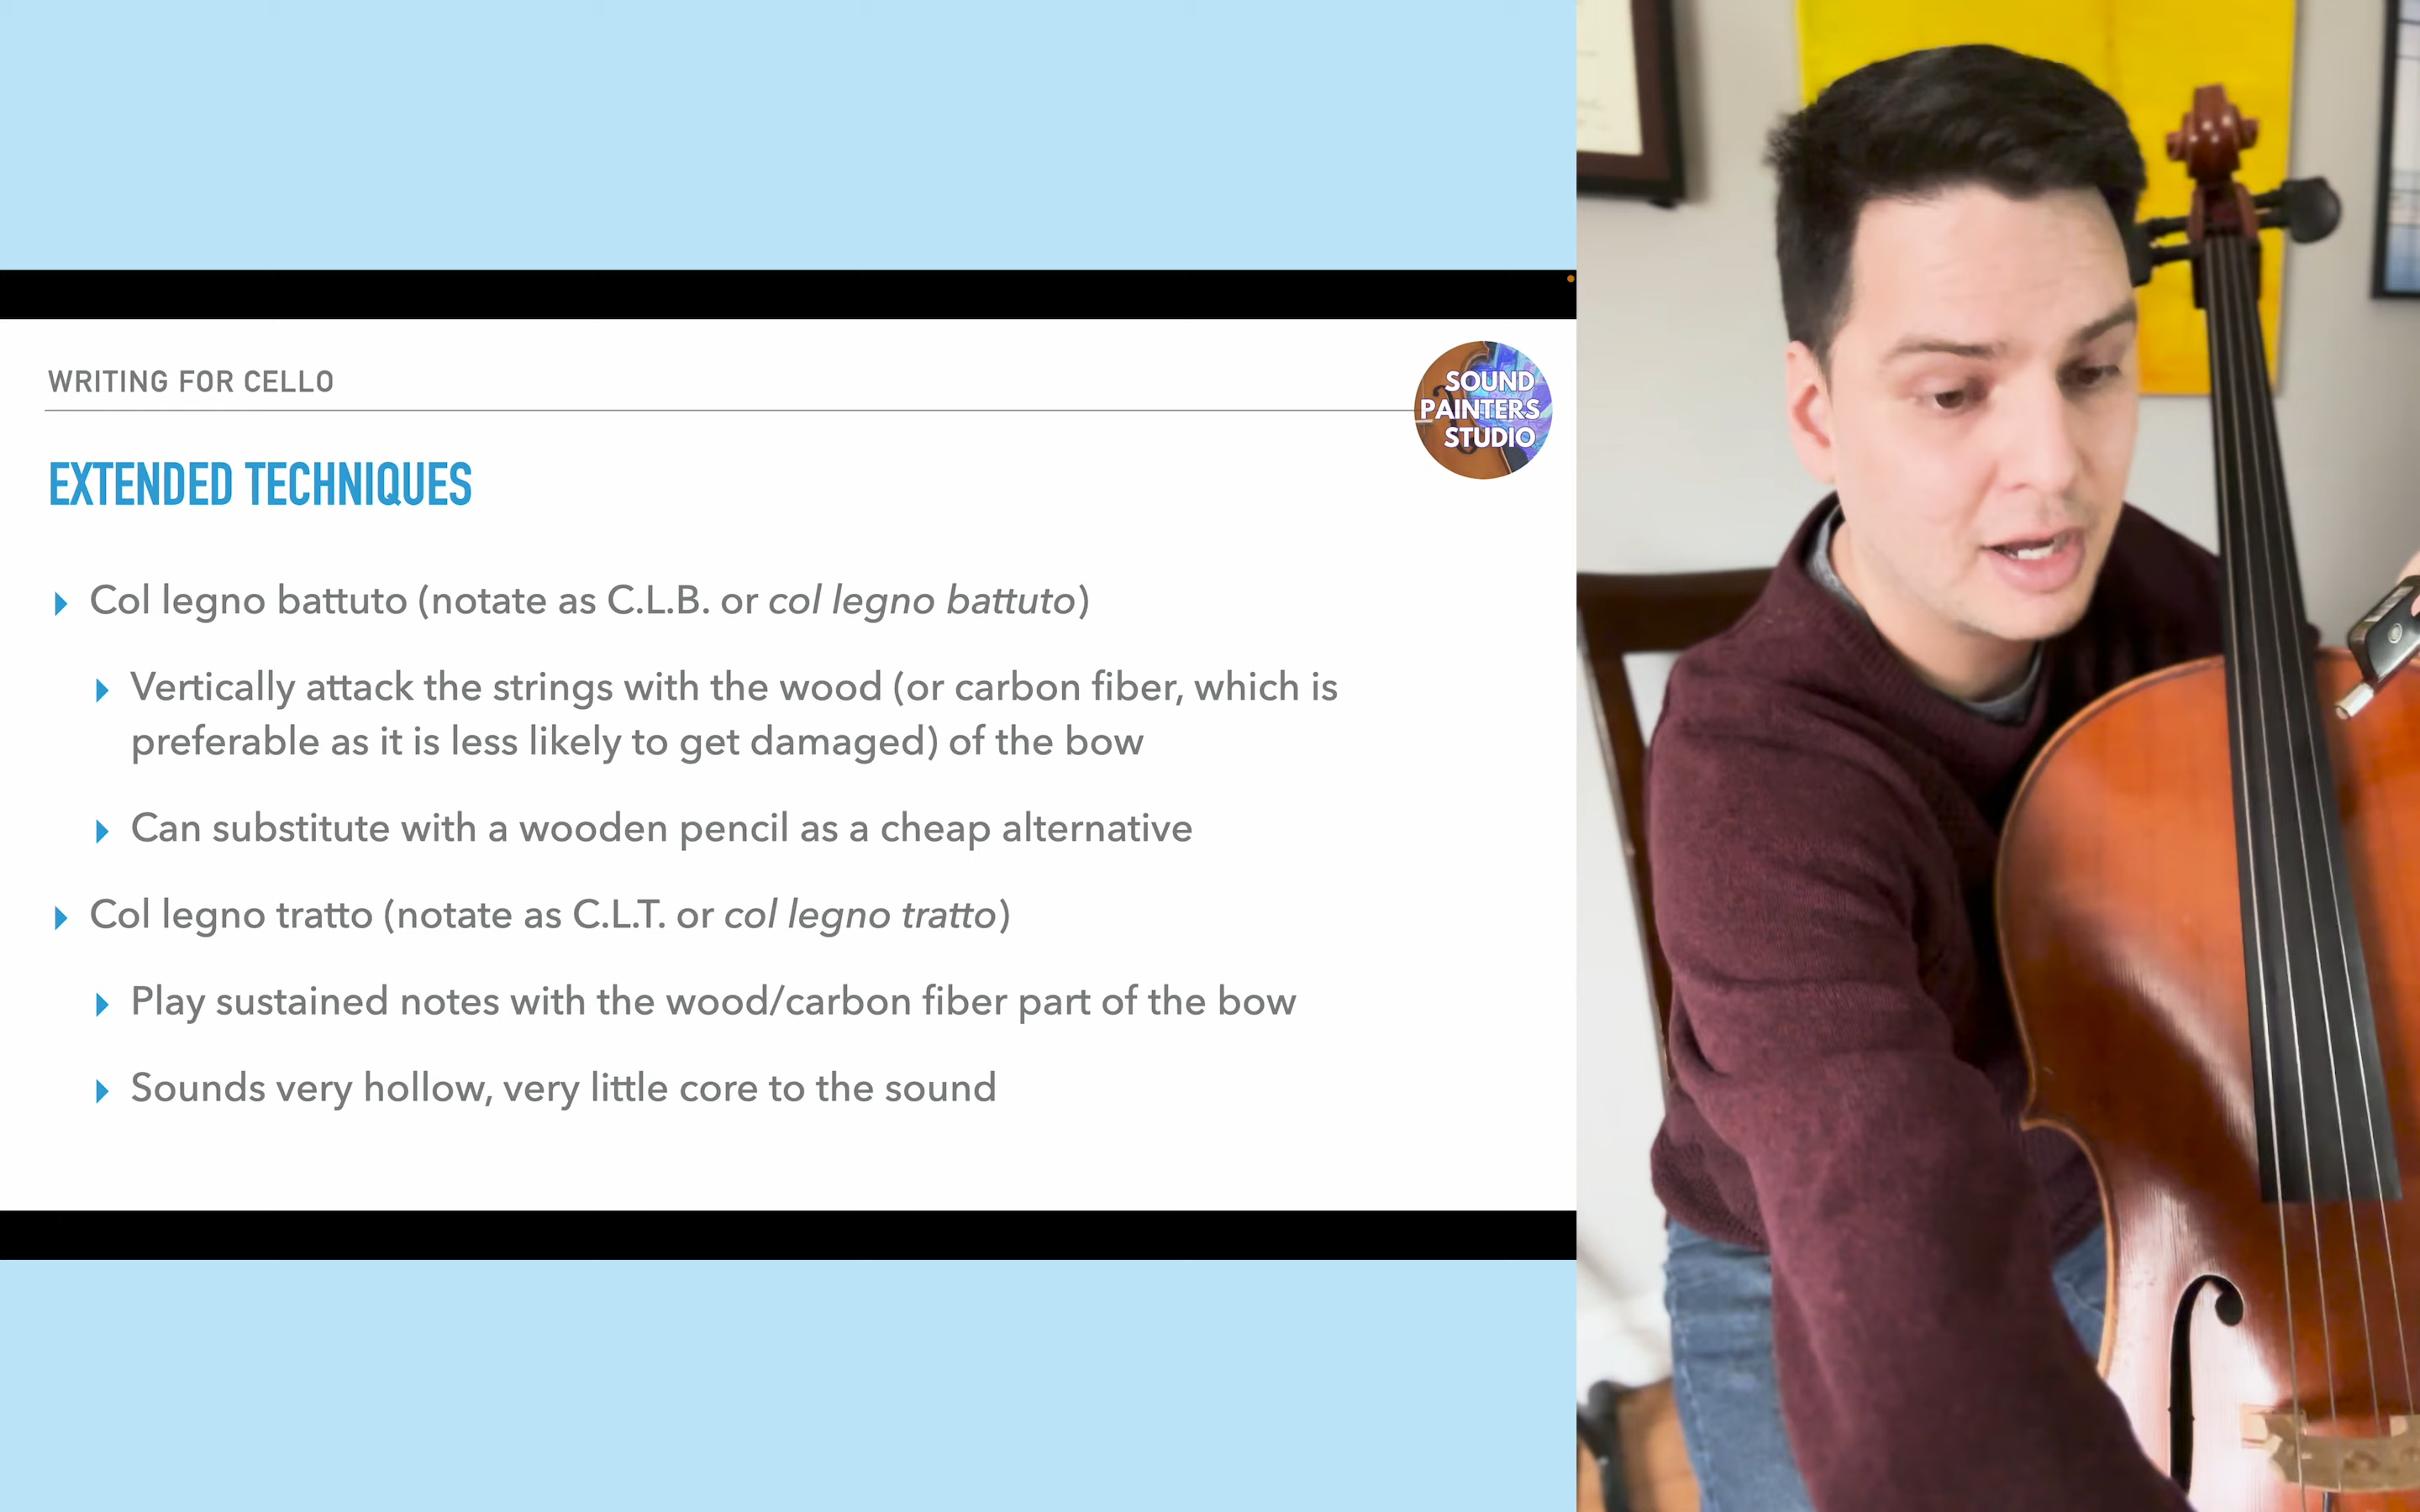 WRITING FOR CELLO
SOUND
PAINTERS
STUDIO
EXTENDED TECHNIQUES
Col legno battuto (notate as C.L.B. or col legno battuto)
Vertically attack the strings with the wood (or carbon fiber, which is
preferable as it is less likely to get damaged) of the bow
Can substitute with a wooden pencil as a cheap alternative
Col legno tratto (notate as C.L.T. or col legno tratto)
Play sustained notes with the wood/carbon fiber part of the bow
Sounds very hollow, very little core to the sound